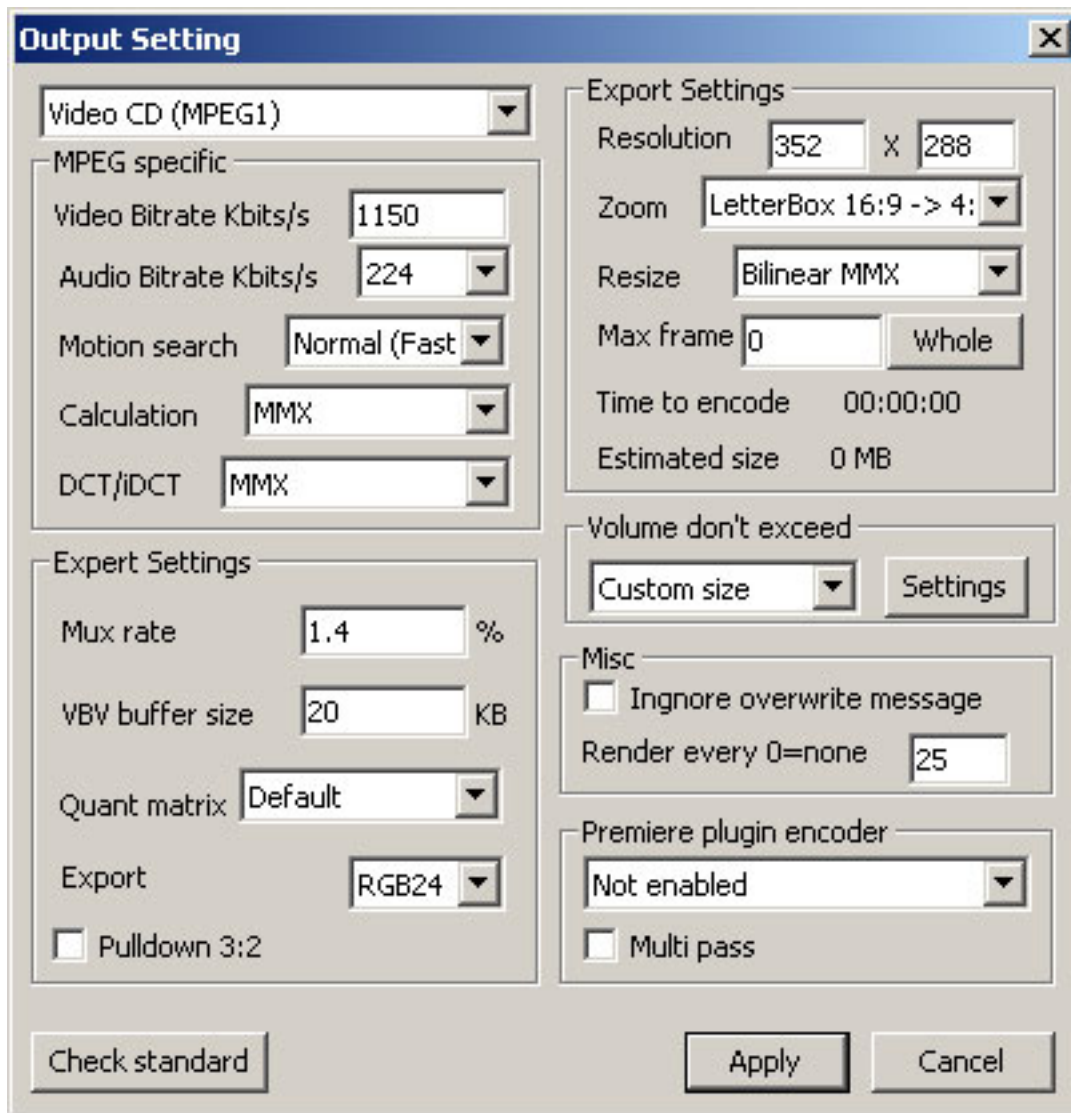 Output Setting
Video CD (MPEG1)
MPEG specific
Video Bitrate Kbits/s 1150
Audio Bitrate Kbits/s 224
Motion search Normal (Fast
Calculation MMX
DCT/iDCT MMX
Expert Settings
Mux rate 1.4 %
VBV buffer size 20 KB
Quant matrix Default
Export RGB24
Pulldown 3:2
Check standard
Export Settings
Resolution 352 X 288
Zoom LetterBox 16:9 -> 4:
Resize Bilinear MMX
Max frame 0 Whole
Time to encode 00:00:00
Estimated size 0 MB
Volume don't exceed
Custom size Settings
Misc
Ingnore overwrite message
Render every 0=none 25
Premiere plugin encoder
Not enabled
Multi pass
Apply Cancel